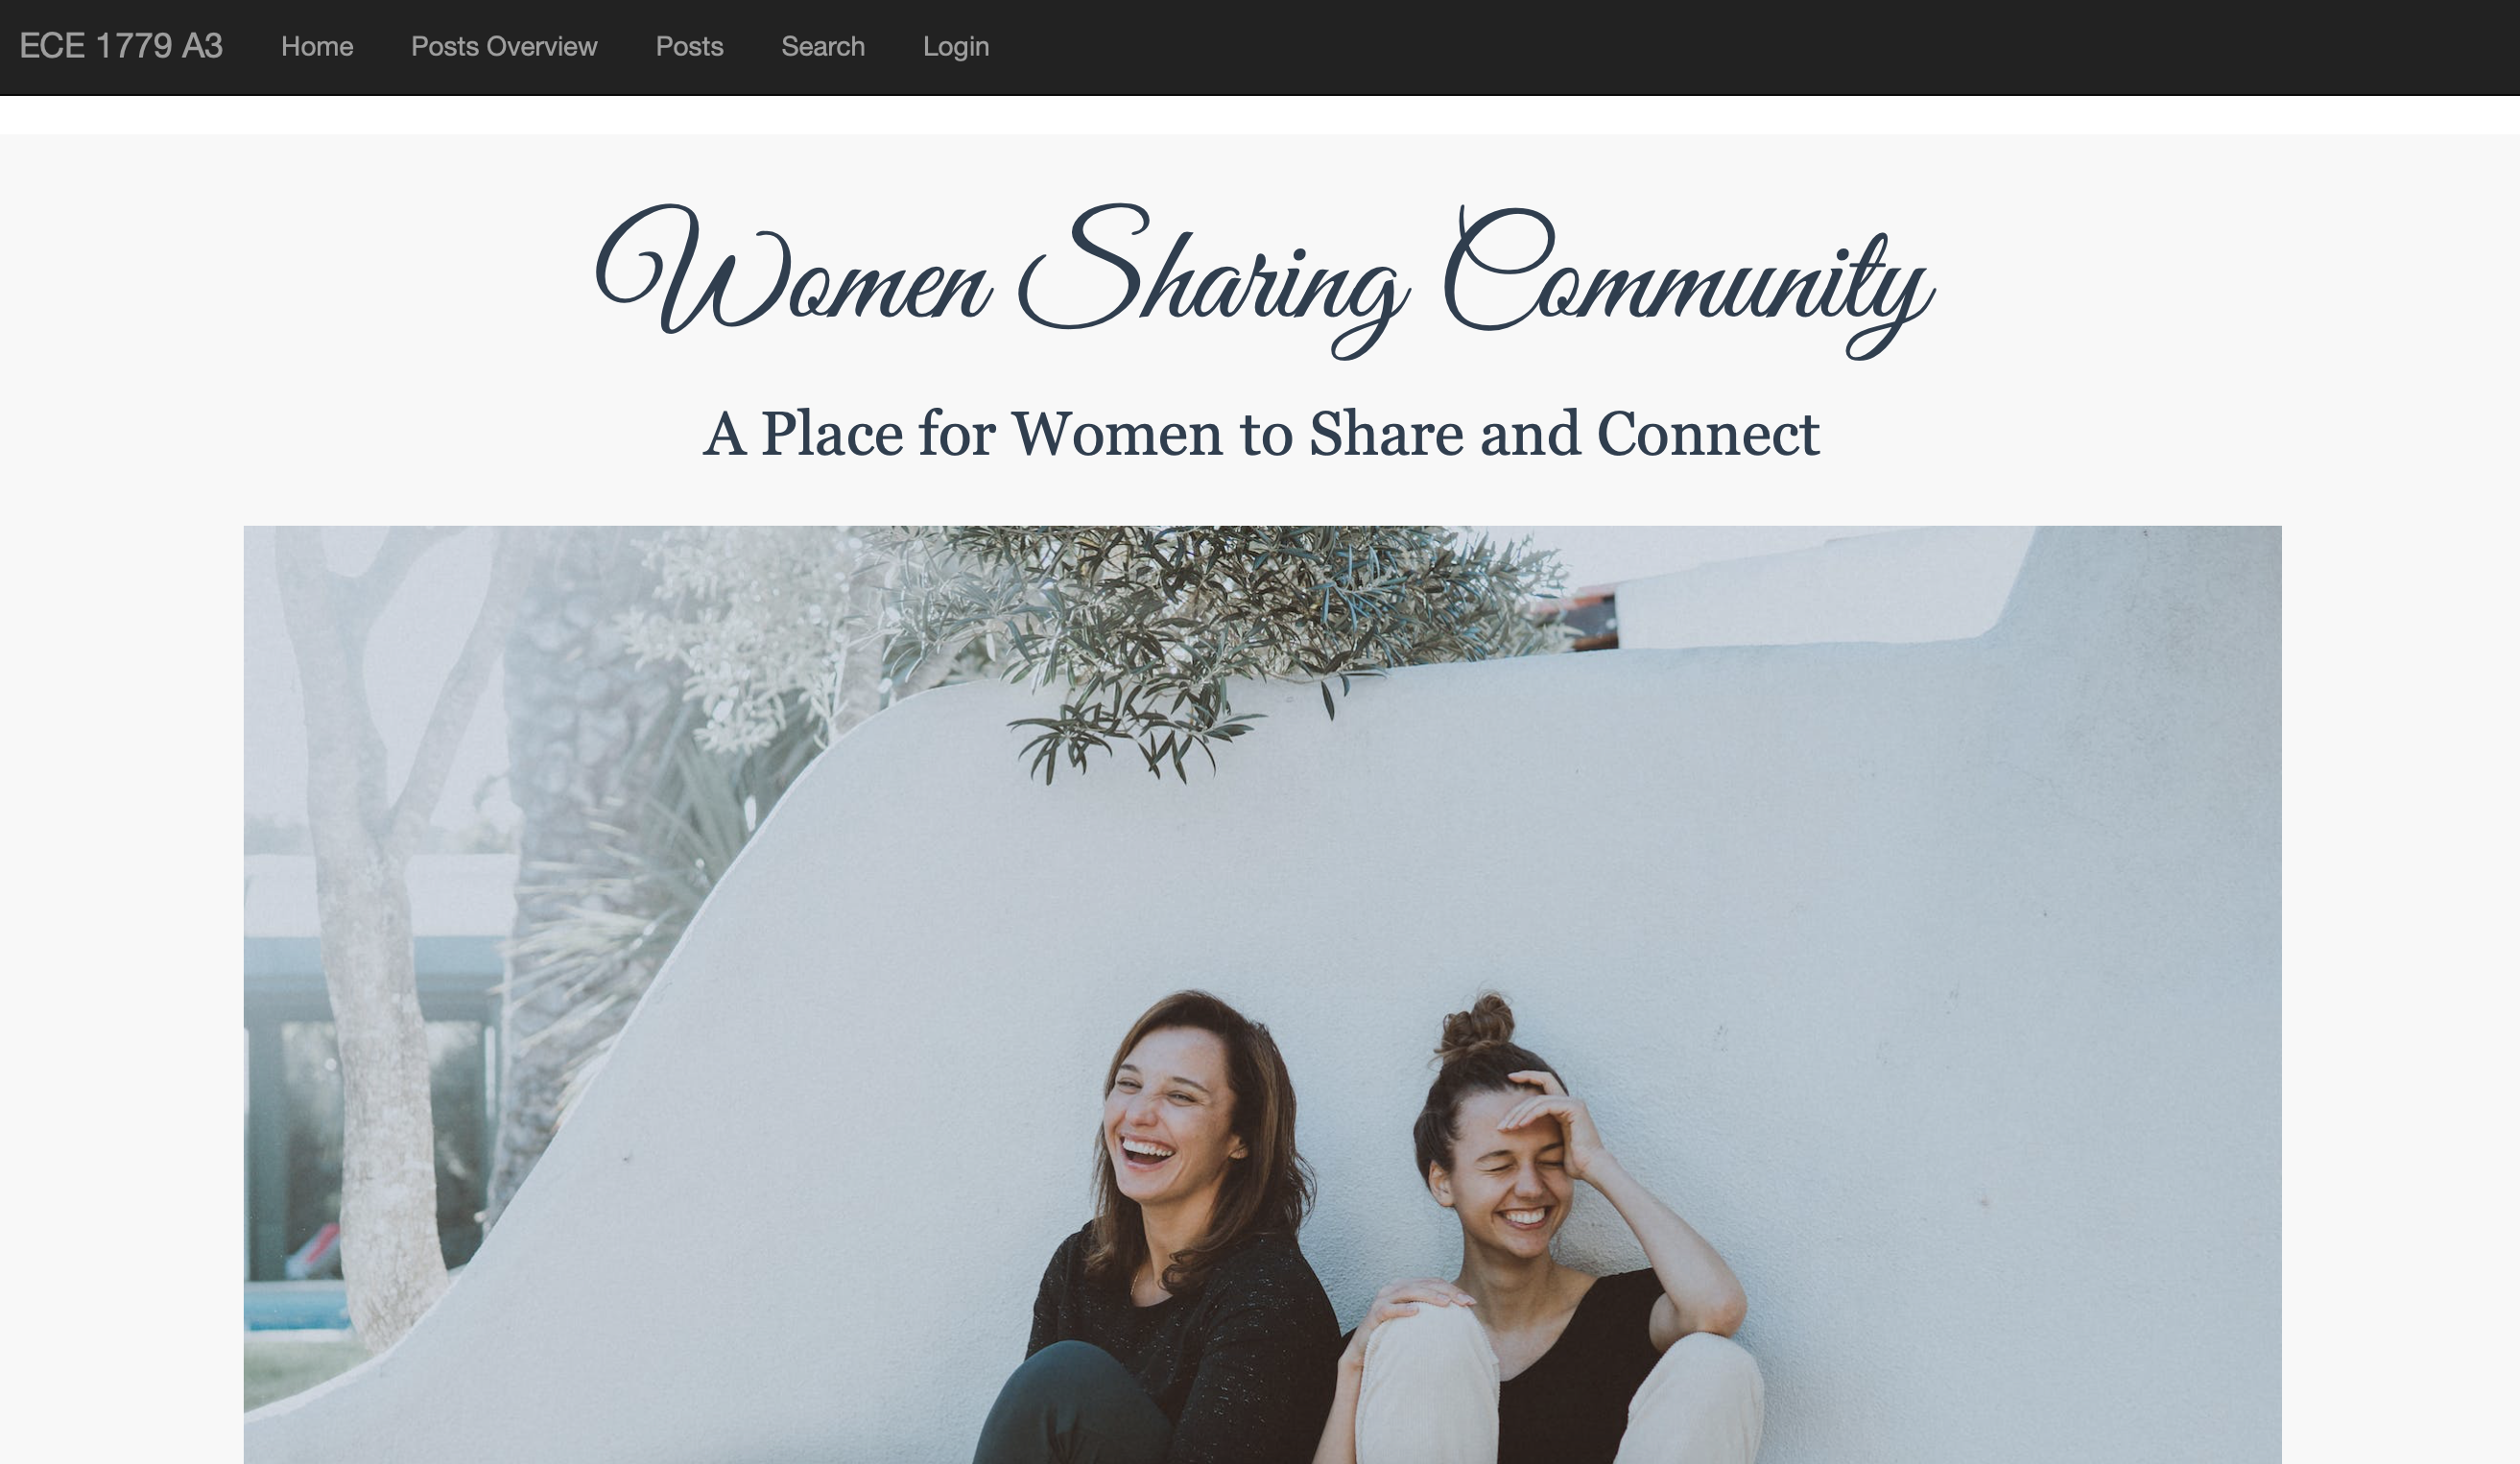 ECE 1779 A3 Home Posts Overview Posts Search Login
Women Sharing Community
A Place for Women to Share and Connect